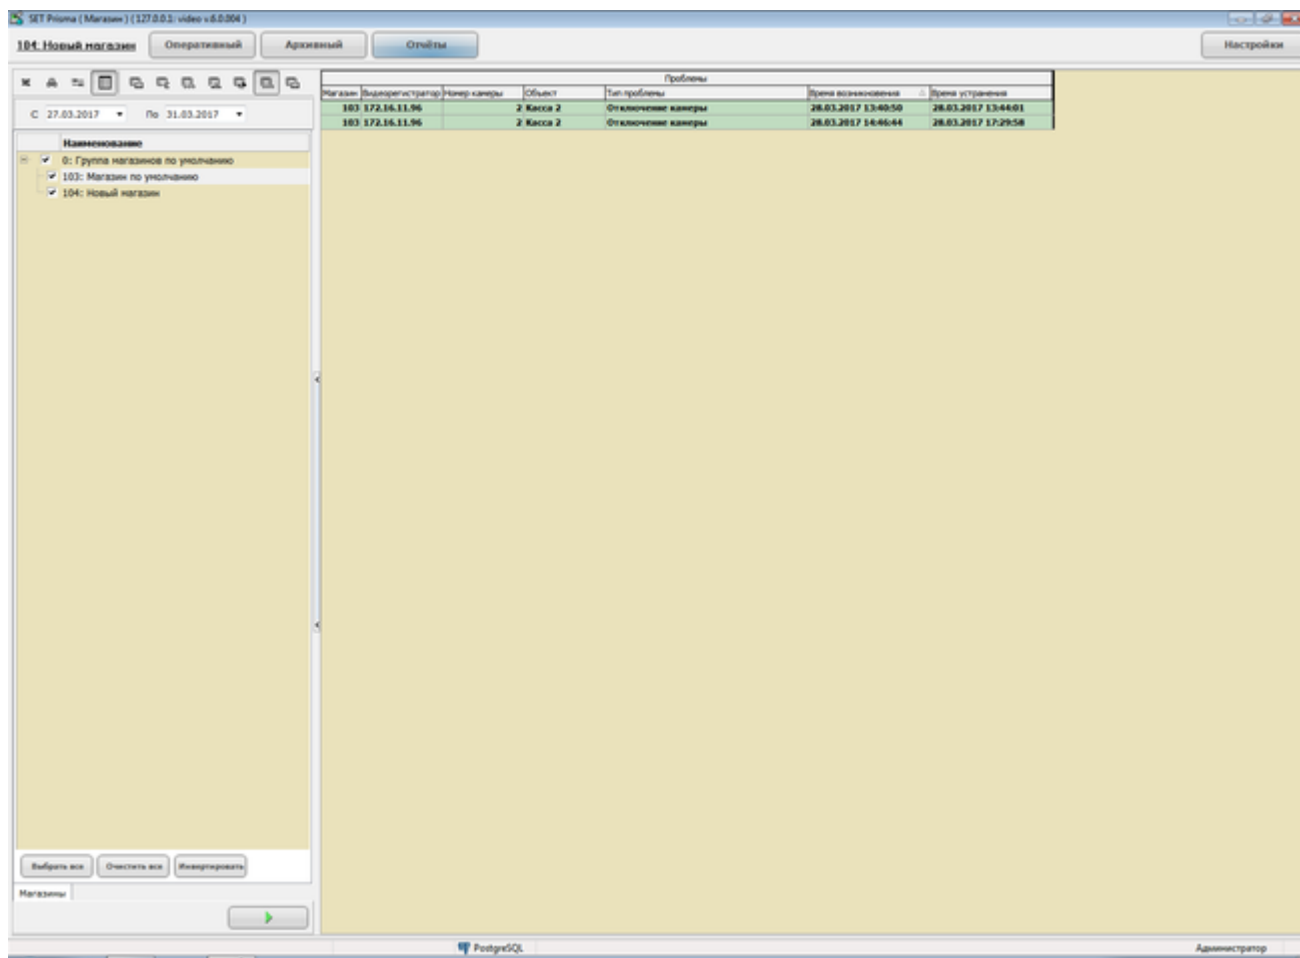 SET Prisma ( Магазин ) ( 127.0.0.1: video v.6.0.004 )
104: Новый магазин Оперативный Архивный Отчёты Настройки
С 27.03.2017 По 31.03.2017
Наименование
0: Группа магазинов по умолчанию
103: Магазин по умолчанию
104: Новый магазин
Выбрать все Очистить все Инвертировать
Магазины
Проблемы
Магазин Видеорегистратор Номер камеры Объект Тип проблемы Время возникновения Время устранения
103 172.16.11.96 2 Касса 2 Отключение камеры 28.03.2017 13:40:50 28.03.2017 13:44:01
103 172.16.11.96 2 Касса 2 Отключение камеры 28.03.2017 14:46:44 28.03.2017 17:29:58
PostgreSQL Администратор